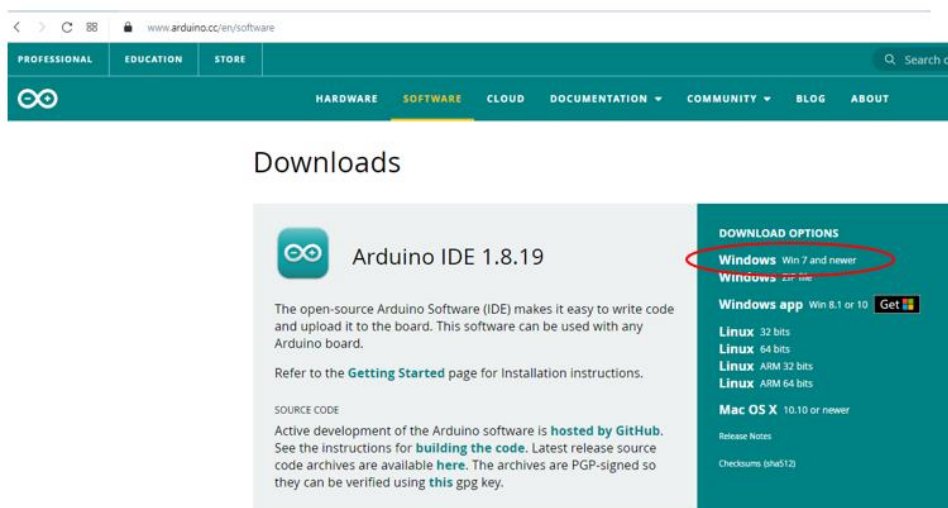 www.arduino.cc/en/software
PROFESSIONAL EDUCATION STORE
Search
HARDWARE SOFTWARE CLOUD DOCUMENTATION COMMUNITY BLOG ABOUT
Downloads
Arduino IDE 1.8.19
The open-source Arduino Software (IDE) makes it easy to write code
and upload it to the board. This software can be used with any
Arduino board.
Refer to the Getting Started page for Installation instructions.
SOURCE CODE
Active development of the Arduino software is hosted by GitHub.
See the instructions for building the code. Latest release source
code archives are available here. The archives are PGP-signed so
they can be verified using this gpg key.
DOWNLOAD OPTIONS
Windows Win 7 and newer
Windows ZIP file
Windows app Win 8.1 or 10 Get
Linux 32 bits
Linux 64 bits
Linux ARM 32 bits
Linux ARM 64 bits
Mac OS X 10.10 or newer
Release Notes
Checksums (sha512)